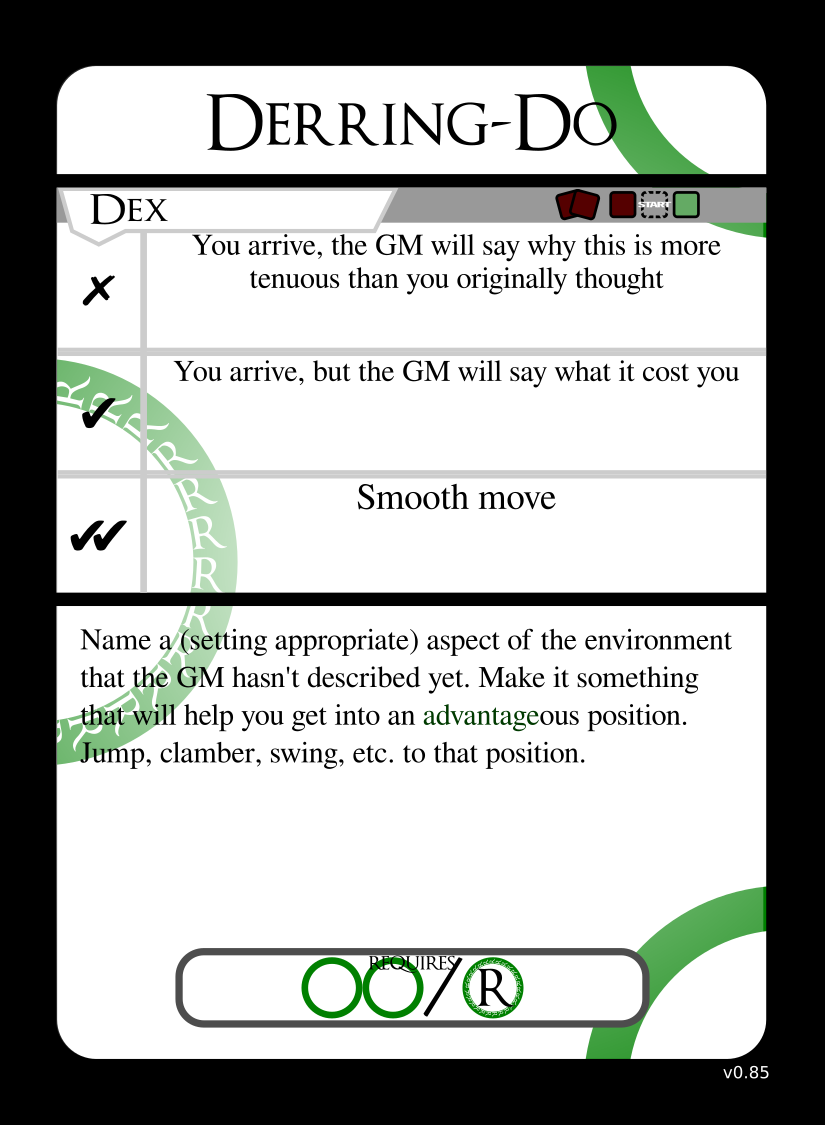 Derring-Do
Dex
START
✗
You arrive, the GM will say why this is more
tenuous than you originally thought
✔
You arrive, but the GM will say what it cost you
✔✔
Smooth move
R R R R R R R R
Name a (setting appropriate) aspect of the environment
that the GM hasn't described yet. Make it something
that will help you get into an advantageous position.
Jump, clamber, swing, etc. to that position.
REQUIRES
/ R
v0.85